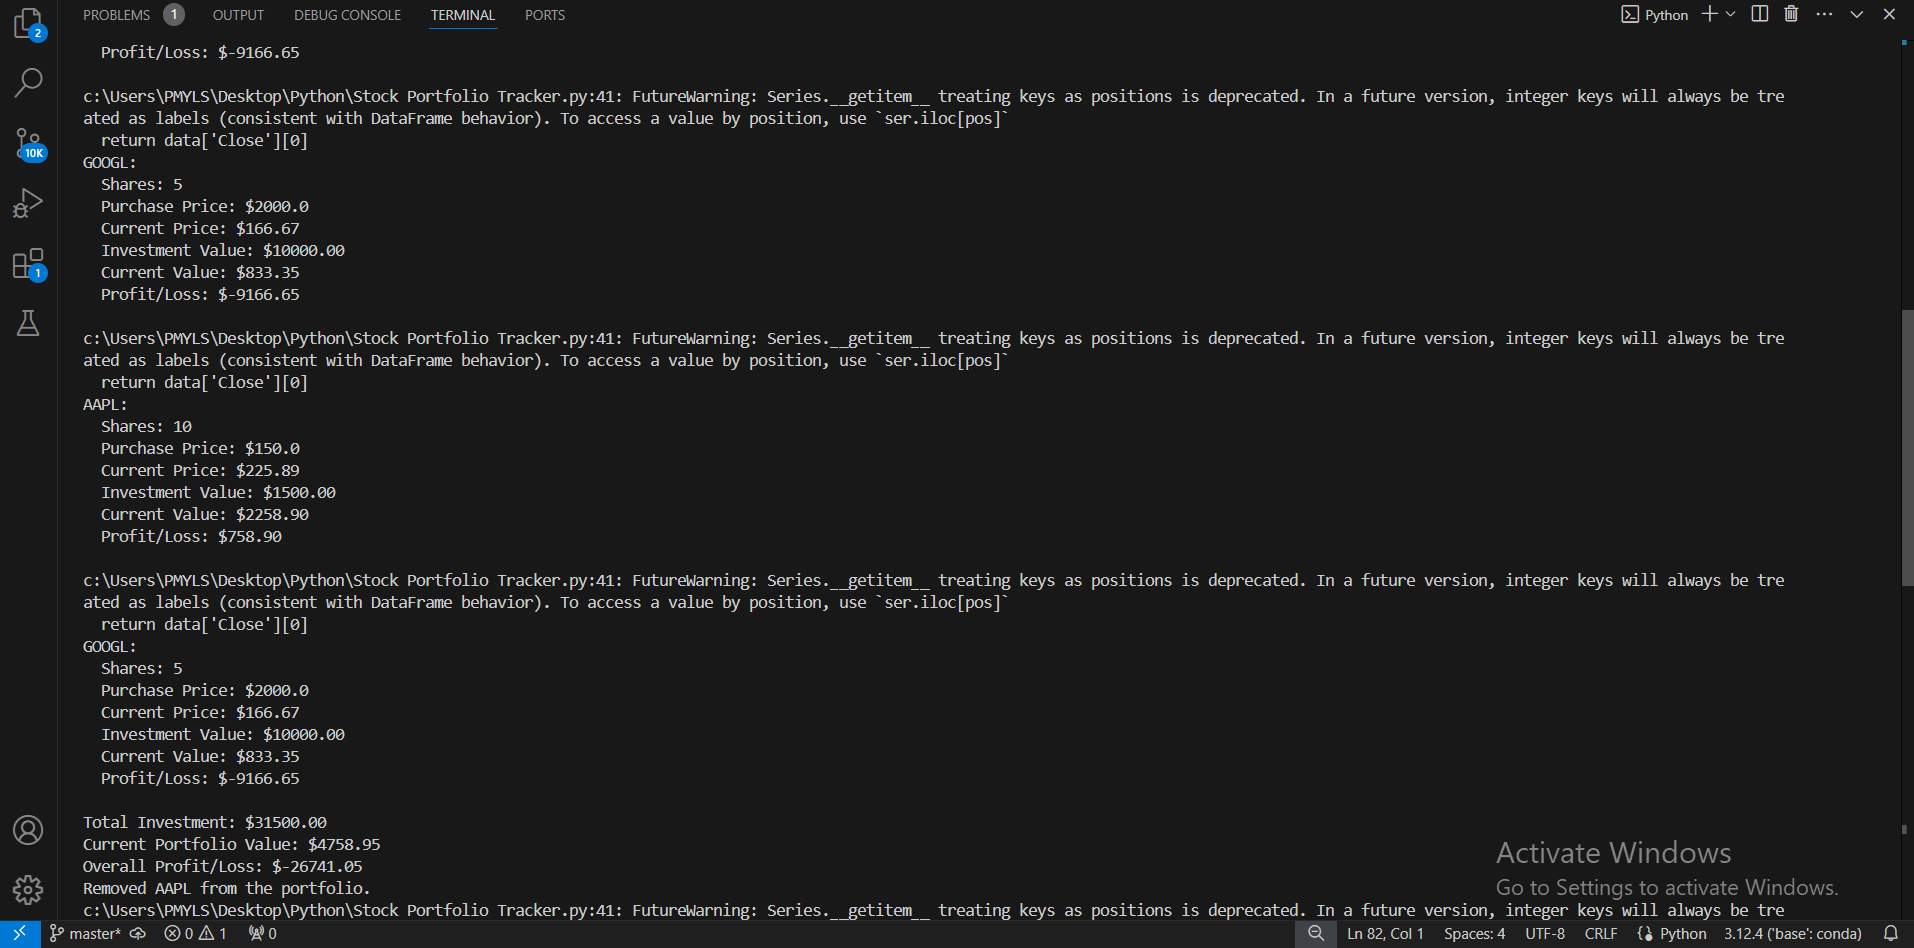 PROBLEMS 1 OUTPUT DEBUG CONSOLE TERMINAL PORTS Python
2
10K
1
  Profit/Loss: $-9166.65
c:\Users\PMYLS\Desktop\Python\Stock Portfolio Tracker.py:41: FutureWarning: Series.__getitem__ treating keys as positions is deprecated. In a future version, integer keys will always be tre
ated as labels (consistent with DataFrame behavior). To access a value by position, use `ser.iloc[pos]`
  return data['Close'][0]
GOOGL:
  Shares: 5
  Purchase Price: $2000.0
  Current Price: $166.67
  Investment Value: $10000.00
  Current Value: $833.35
  Profit/Loss: $-9166.65
c:\Users\PMYLS\Desktop\Python\Stock Portfolio Tracker.py:41: FutureWarning: Series.__getitem__ treating keys as positions is deprecated. In a future version, integer keys will always be tre
ated as labels (consistent with DataFrame behavior). To access a value by position, use `ser.iloc[pos]`
  return data['Close'][0]
AAPL:
  Shares: 10
  Purchase Price: $150.0
  Current Price: $225.89
  Investment Value: $1500.00
  Current Value: $2258.90
  Profit/Loss: $758.90
c:\Users\PMYLS\Desktop\Python\Stock Portfolio Tracker.py:41: FutureWarning: Series.__getitem__ treating keys as positions is deprecated. In a future version, integer keys will always be tre
ated as labels (consistent with DataFrame behavior). To access a value by position, use `ser.iloc[pos]`
  return data['Close'][0]
GOOGL:
  Shares: 5
  Purchase Price: $2000.0
  Current Price: $166.67
  Investment Value: $10000.00
  Current Value: $833.35
  Profit/Loss: $-9166.65
Total Investment: $31500.00
Current Portfolio Value: $4758.95
Overall Profit/Loss: $-26741.05
Removed AAPL from the portfolio.
c:\Users\PMYLS\Desktop\Python\Stock Portfolio Tracker.py:41: FutureWarning: Series.__getitem__ treating keys as positions is deprecated. In a future version, integer keys will always be tre
Activate Windows
Go to Settings to activate Windows.
master* 0 1 0 Ln 82, Col 1 Spaces: 4 UTF-8 CRLF Python 3.12.4 ('base': conda)